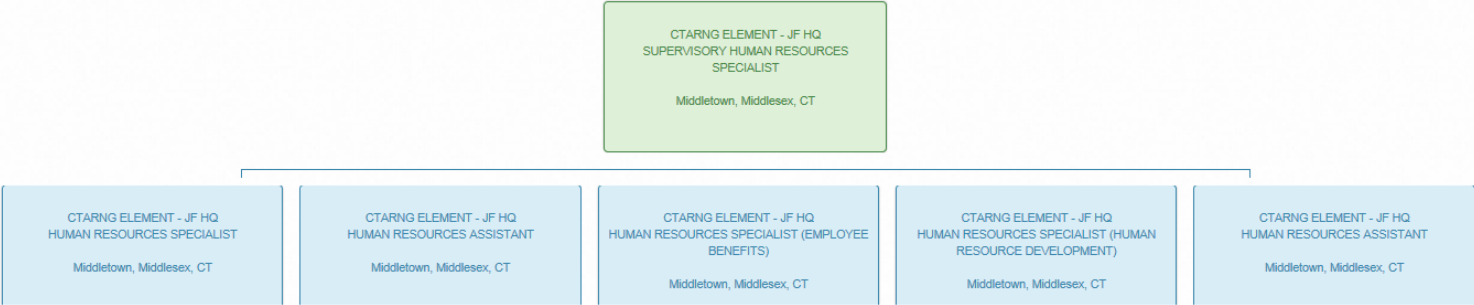 CTARNG ELEMENT - JF HQ
SUPERVISORY HUMAN RESOURCES
SPECIALIST
Middletown, Middlesex, CT
CTARNG ELEMENT - JF HQ
HUMAN RESOURCES SPECIALIST
Middletown, Middlesex, CT
CTARNG ELEMENT - JF HQ
HUMAN RESOURCES ASSISTANT
Middletown, Middlesex, CT
CTARNG ELEMENT - JF HQ
HUMAN RESOURCES SPECIALIST (EMPLOYEE
BENEFITS)
Middletown, Middlesex, CT
CTARNG ELEMENT - JF HQ
HUMAN RESOURCES SPECIALIST (HUMAN
RESOURCE DEVELOPMENT)
Middletown, Middlesex, CT
CTARNG ELEMENT - JF HQ
HUMAN RESOURCES ASSISTANT
Middletown, Middlesex, CT